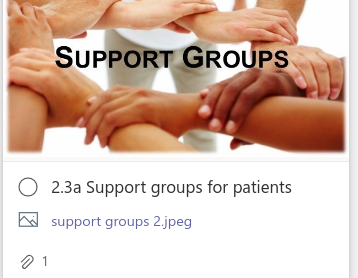 SUPPORT GROUPS
2.3a Support groups for patients
support groups 2.jpeg
1